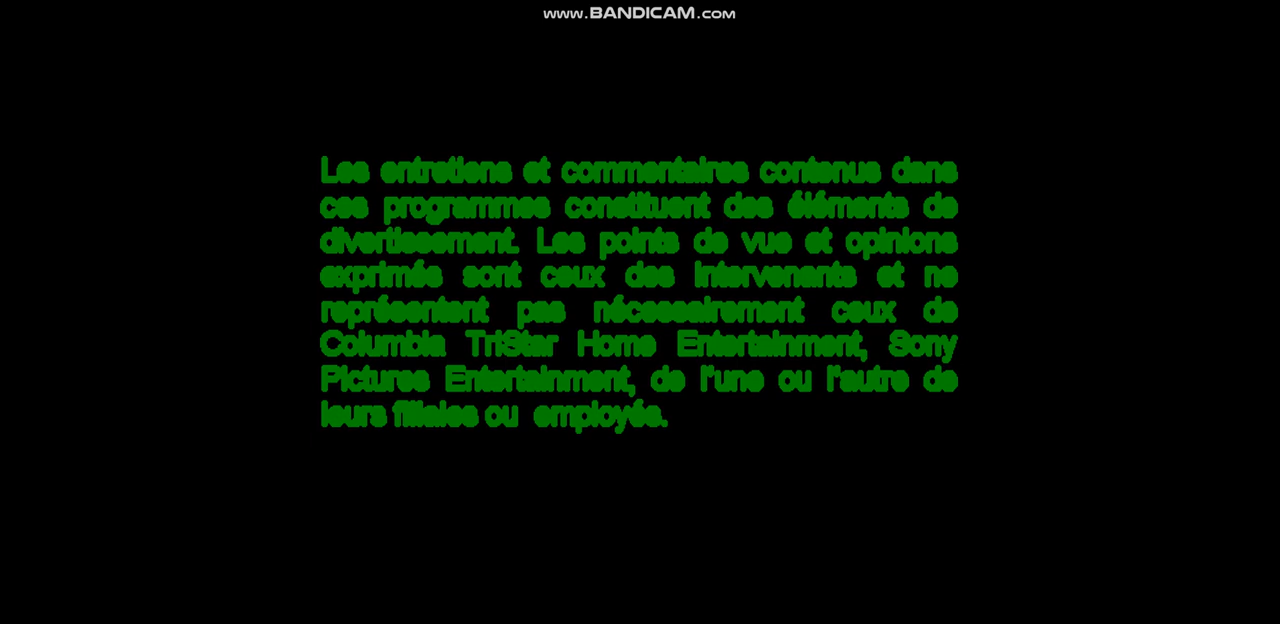 www.BANDICAM.com
Les entretiens et commentaires contenus dans
ces programmes constituent des éléments de
divertissement. Les points de vue et opinions
exprimés sont ceux des intervenants et ne
représentent pas nécessairement ceux de
Columbia TriStar Home Entertainment, Sony
Pictures Entertainment, de l'une ou l'autre de
leurs filiales ou employés.